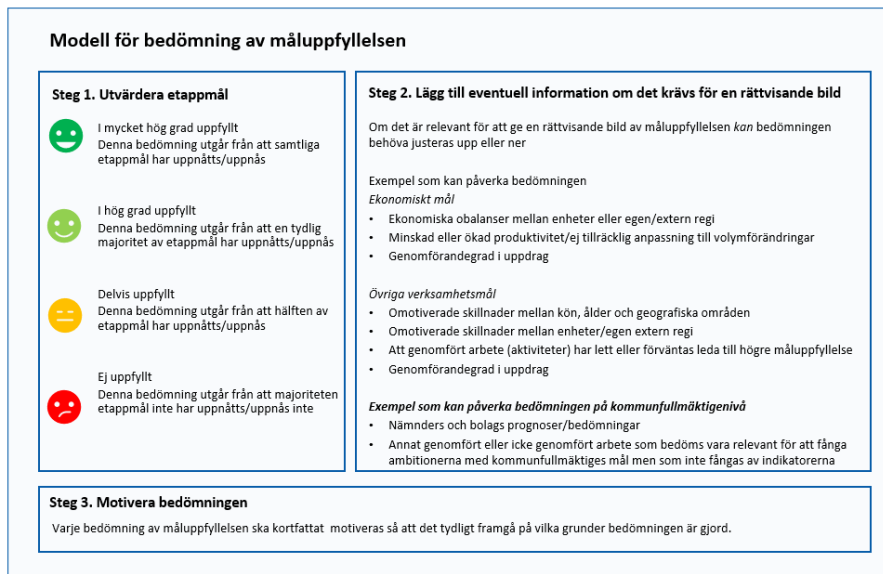 Modell för bedömning av måluppfyllelsen
Steg 1. Utvärdera etappmål
I mycket hög grad uppfyllt
Denna bedömning utgår från att samtliga
etappmål har uppnåtts/uppnås
I hög grad uppfyllt
Denna bedömning utgår från att en tydlig
majoritet av etappmål har uppnåtts/uppnås
Delvis uppfyllt
Denna bedömning utgår från att hälften av
etappmål har uppnåtts/uppnås
Ej uppfyllt
Denna bedömning utgår från att majoriteten
etappmål inte har uppnåtts/uppnås inte
Steg 2. Lägg till eventuell information om det krävs för en rättvisande bild
Om det är relevant för att ge en rättvisande bild av måluppfyllelsen kan bedömningen
behöva justeras upp eller ner
Exempel som kan påverka bedömningen
Ekonomiskt mål
• Ekonomiska obalanser mellan enheter eller egen/extern regi
• Minskad eller ökad produktivitet/ej tillräcklig anpassning till volymförändringar
• Genomförandegrad i uppdrag
Övriga verksamhetsmål
• Omotiverade skillnader mellan kön, ålder och geografiska områden
• Omotiverade skillnader mellan enheter/egen extern regi
• Att genomfört arbete (aktiviteter) har lett eller förväntas leda till högre måluppfyllelse
• Genomförandegrad i uppdrag
Exempel som kan påverka bedömningen på kommunfullmäktigenivå
• Nämnders och bolags prognoser/bedömningar
• Annat genomfört eller icke genomfört arbete som bedöms vara relevant för att fånga
ambitionerna med kommunfullmäktiges mål men som inte fångas av indikatorerna
Steg 3. Motivera bedömningen
Varje bedömning av måluppfyllelsen ska kortfattat motiveras så att det tydligt framgå på vilka grunder bedömningen är gjord.